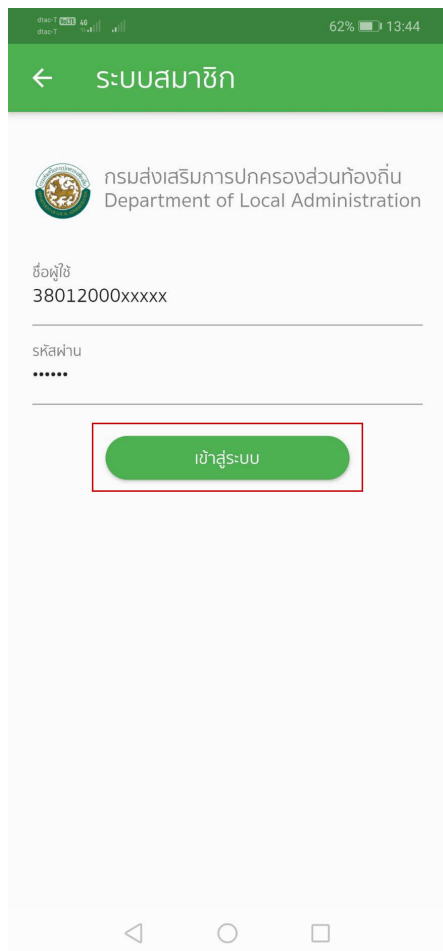 dtac-T VoLTE 4G
dtac-T
62% 13:44
ระบบสมาชิก
กรมส่งเสริมการปกครองส่วนท้องถิ่น
Department of Local Administration
ชื่อผู้ใช้
38012000xxxxx
รหัสผ่าน
••••••
เข้าสู่ระบบ